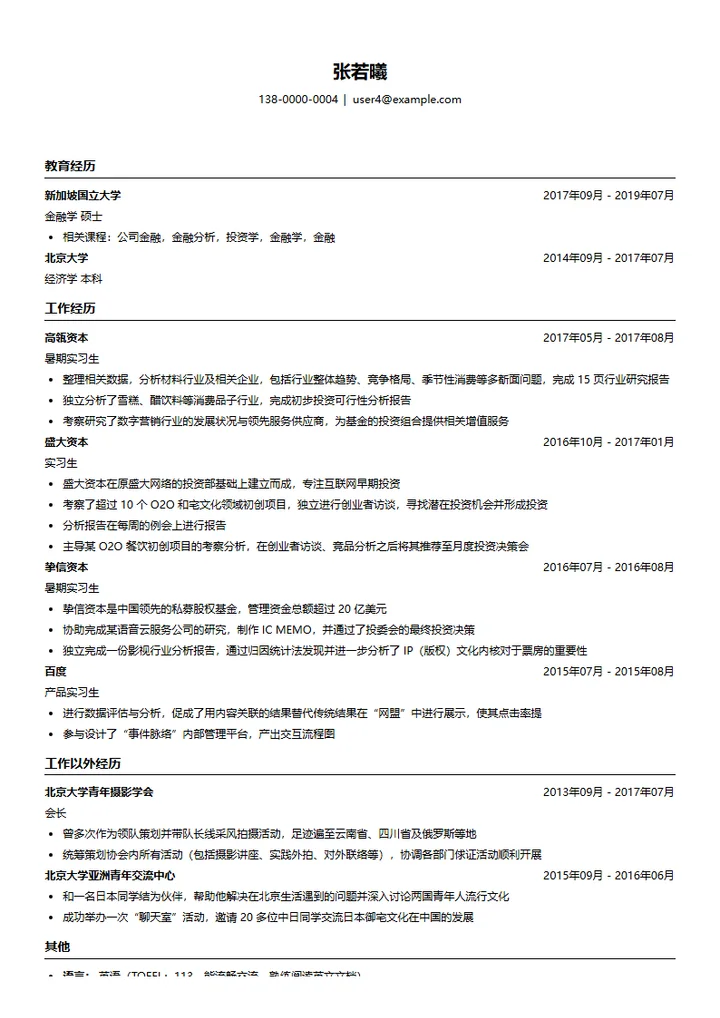 张若曦
138-0000-0004 | user4@example.com
教育经历
新加坡国立大学 2017年09月 - 2019年07月
金融学 硕士
• 相关课程：公司金融，金融分析，投资学，金融学，金融
北京大学 2014年09月 - 2017年07月
经济学 本科
工作经历
高瓴资本 2017年05月 - 2017年08月
暑期实习生
• 整理相关数据，分析材料行业及相关企业，包括行业整体趋势、竞争格局、季节性消费等多断面问题，完成 15 页行业研究报告
• 独立分析了雪糕、醋饮料等消费品子行业，完成初步投资可行性分析报告
• 考察研究了数字营销行业的发展状况与领先服务供应商，为基金的投资组合提供相关增值服务
盛大资本 2016年10月 - 2017年01月
实习生
• 盛大资本在原盛大网络的投资部基础上建立而成，专注互联网早期投资
• 考察了超过 10 个 O2O 和宅文化领域初创项目，独立进行创业者访谈，寻找潜在投资机会并形成投资
• 分析报告在每周的例会上进行报告
• 主导某 O2O 餐饮初创项目的考察分析，在创业者访谈、竞品分析之后将其推荐至月度投资决策会
挚信资本 2016年07月 - 2016年08月
暑期实习生
• 挚信资本是中国领先的私募股权基金，管理资金总额超过 20 亿美元
• 协助完成某语音云服务公司的研究，制作 IC MEMO，并通过了投委会的最终投资决策
• 独立完成一份影视行业分析报告，通过归因统计法发现并进一步分析了 IP（版权）文化内核对于票房的重要性
百度 2015年07月 - 2015年08月
产品实习生
• 进行数据评估与分析，促成了用内容关联的结果替代传统结果在“网盟”中进行展示，使其点击率提
• 参与设计了“事件脉络”内部管理平台，产出交互流程图
工作以外经历
北京大学青年摄影学会 2013年09月 - 2017年07月
会长
• 曾多次作为领队策划并带队长线采风拍摄活动，足迹遍至云南省、四川省及俄罗斯等地
• 统筹策划协会内所有活动（包括摄影讲座、实践外拍、对外联络等），协调各部门保证活动顺利开展
北京大学亚洲青年交流中心 2015年09月 - 2016年06月
• 和一名日本同学结为伙伴，帮助他解决在北京生活遇到的问题并深入讨论两国青年人流行文化
• 成功举办一次“聊天室”活动，邀请 20 多位中日同学交流日本御宅文化在中国的发展
其他
• 语言： 英语（TOEFL：113，能流畅交流，熟练阅读英文文档）